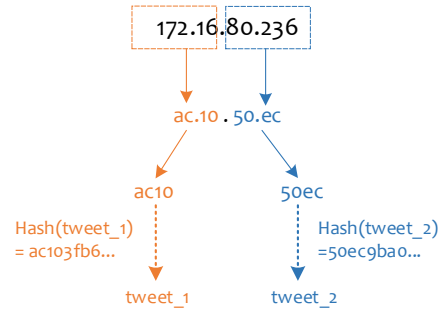 172.16.80.236
ac.10 . 50.ec
ac10
50ec
Hash(tweet_1)
= ac103fb6...
Hash(tweet_2)
=50ec9ba0...
tweet_1
tweet_2